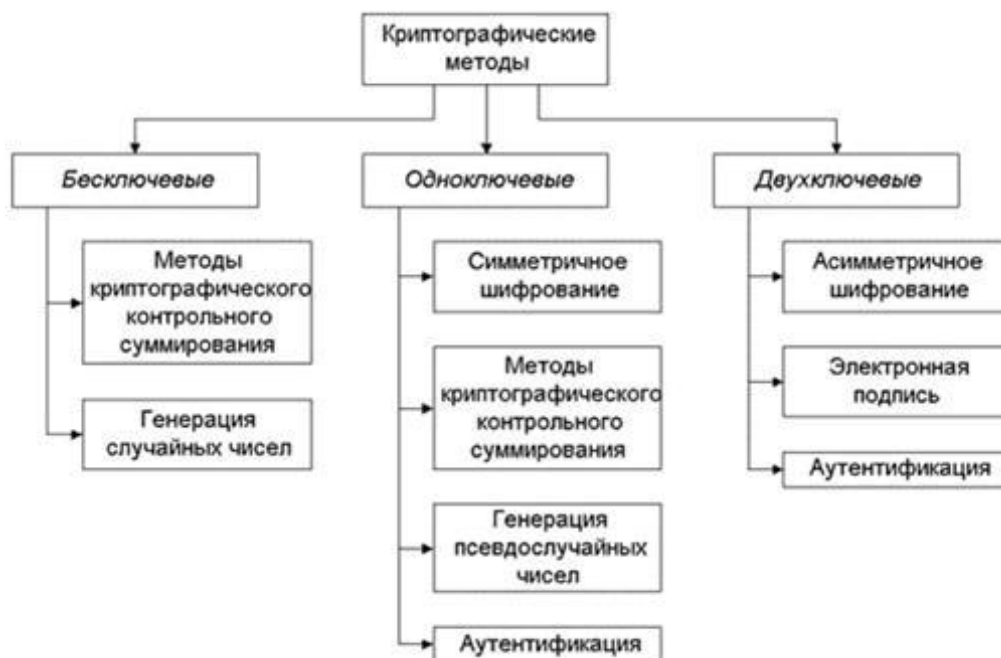 Криптографические
методы
Бесключевые
Одноключевые
Двухключевые
Методы
криптографического
контрольного
суммирования
Генерация
случайных чисел
Симметричное
шифрование
Методы
криптографического
контрольного
суммирования
Генерация
псевдослучайных
чисел
Аутентификация
Асимметричное
шифрование
Электронная
подпись
Аутентификация